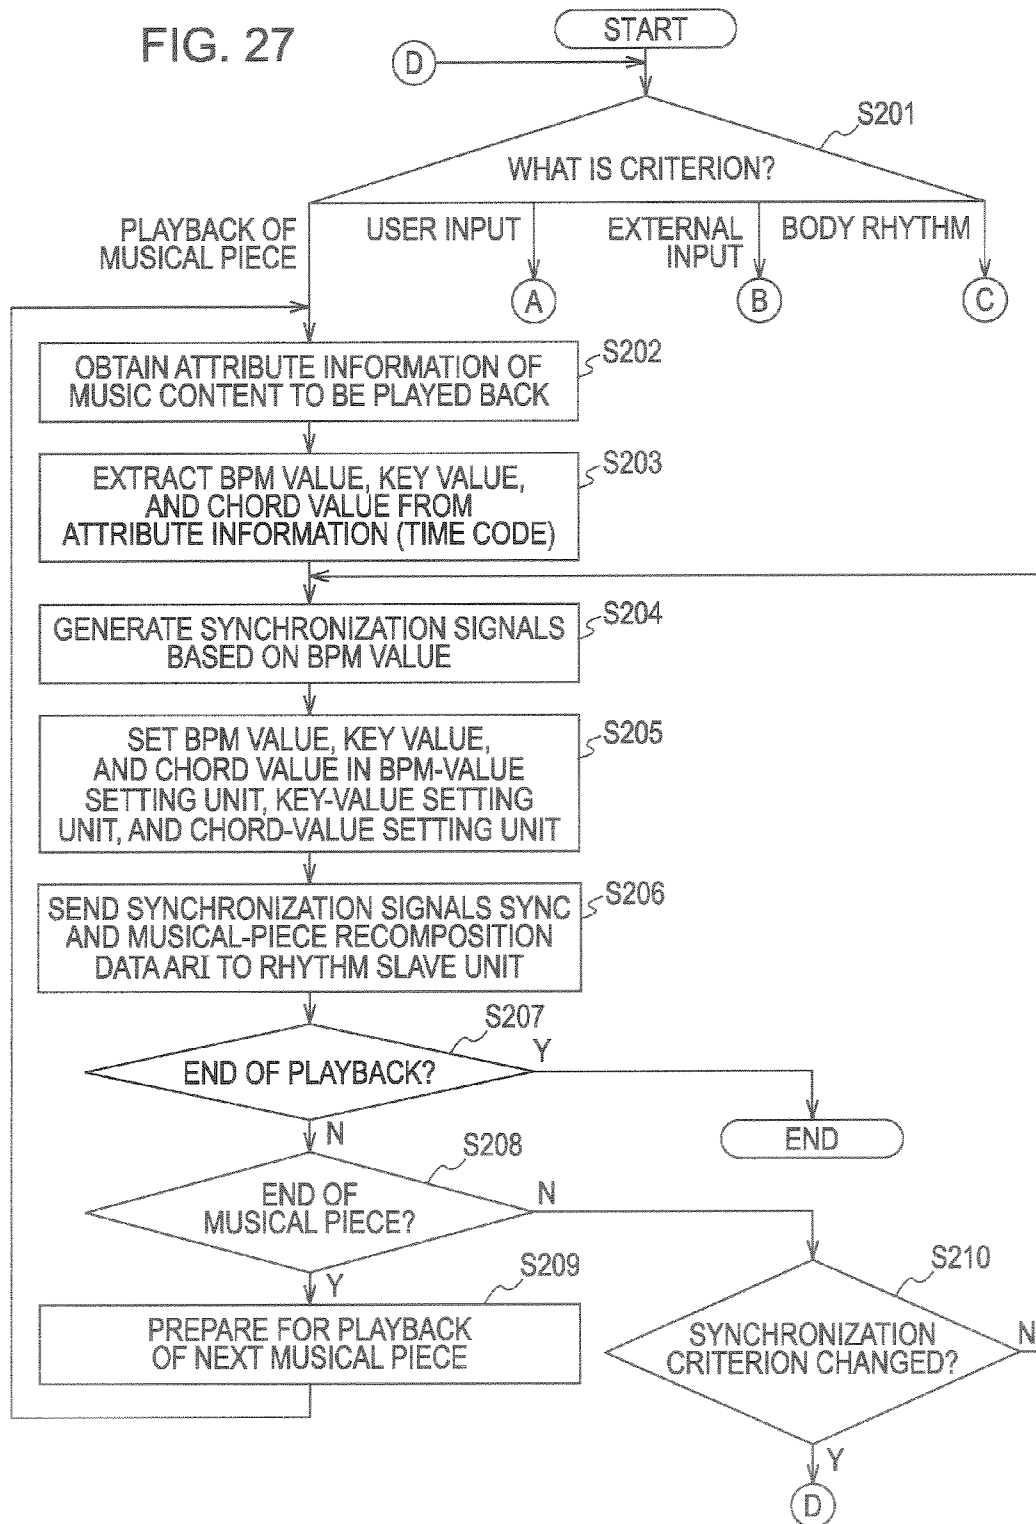 FIG. 27
START
D
S201
WHAT IS CRITERION?
PLAYBACK OF
MUSICAL PIECE
USER INPUT
EXTERNAL
INPUT
BODY RHYTHM
A
B
C
S202
OBTAIN ATTRIBUTE INFORMATION OF
MUSIC CONTENT TO BE PLAYED BACK
S203
EXTRACT BPM VALUE, KEY VALUE,
AND CHORD VALUE FROM
ATTRIBUTE INFORMATION (TIME CODE)
S204
GENERATE SYNCHRONIZATION SIGNALS
BASED ON BPM VALUE
S205
SET BPM VALUE, KEY VALUE,
AND CHORD VALUE IN BPM-VALUE
SETTING UNIT, KEY-VALUE SETTING
UNIT, AND CHORD-VALUE SETTING UNIT
S206
SEND SYNCHRONIZATION SIGNALS SYNC
AND MUSICAL-PIECE RECOMPOSITION
DATA ARI TO RHYTHM SLAVE UNIT
S207
END OF PLAYBACK?
Y
N
END
S208
END OF
MUSICAL PIECE?
N
Y
S209
PREPARE FOR PLAYBACK
OF NEXT MUSICAL PIECE
S210
SYNCHRONIZATION
CRITERION CHANGED?
N
Y
D